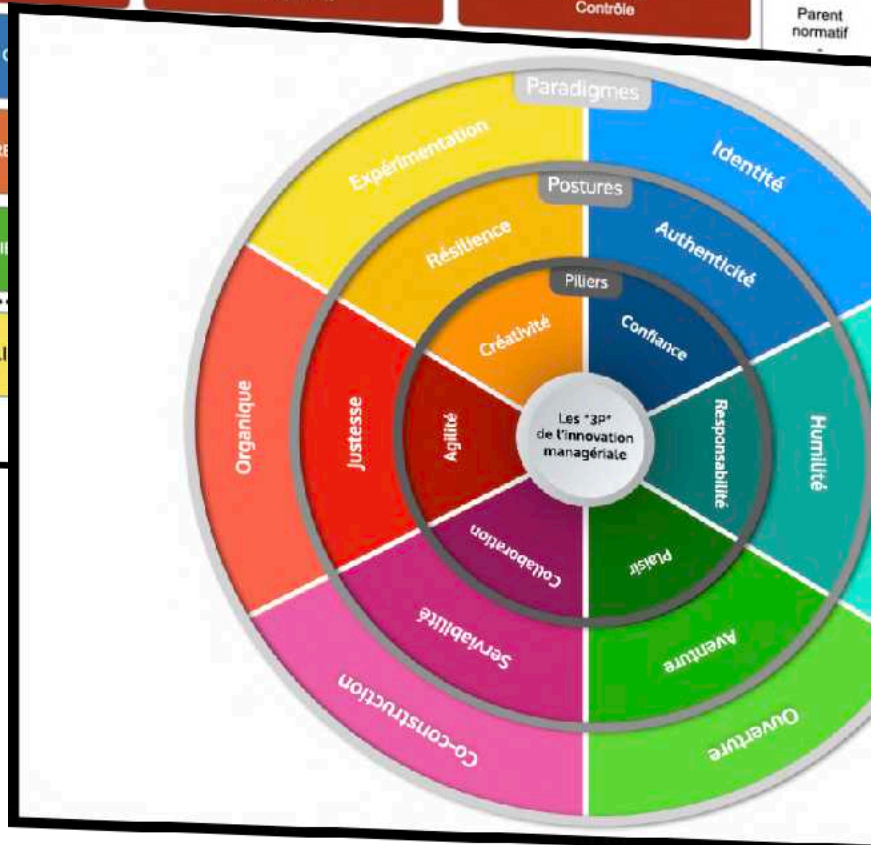 Contrôle
Parent
normatif
Paradigmes
Expérimentation
Identité
Postures
Résilience
Authenticité
Piliers
Créativité
Confiance
Organique
Justesse
Agilité
Les "3P"
de l'innovation
managériale
Responsabilité
Humilité
Collaboration
Plaisir
Serviabilité
Aventure
Co-construction
Ouverture